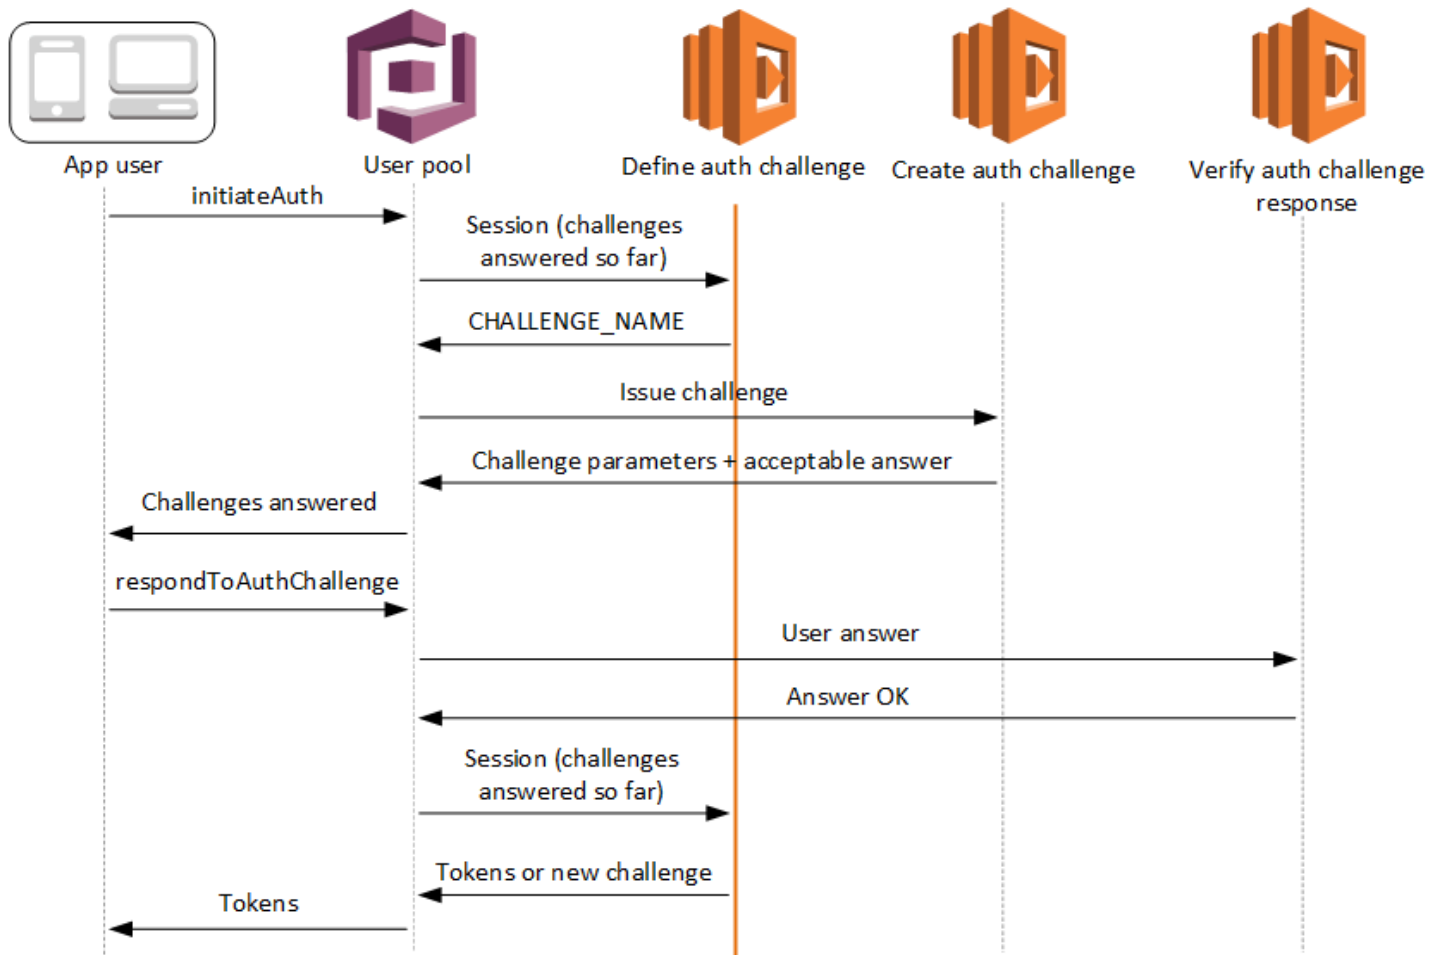 App user
User pool
Define auth challenge
Create auth challenge
Verify auth challenge
response
initiateAuth
Session (challenges
answered so far)
CHALLENGE_NAME
Issue challenge
Challenge parameters + acceptable answer
Challenges answered
respondToAuthChallenge
User answer
Answer OK
Session (challenges
answered so far)
Tokens or new challenge
Tokens